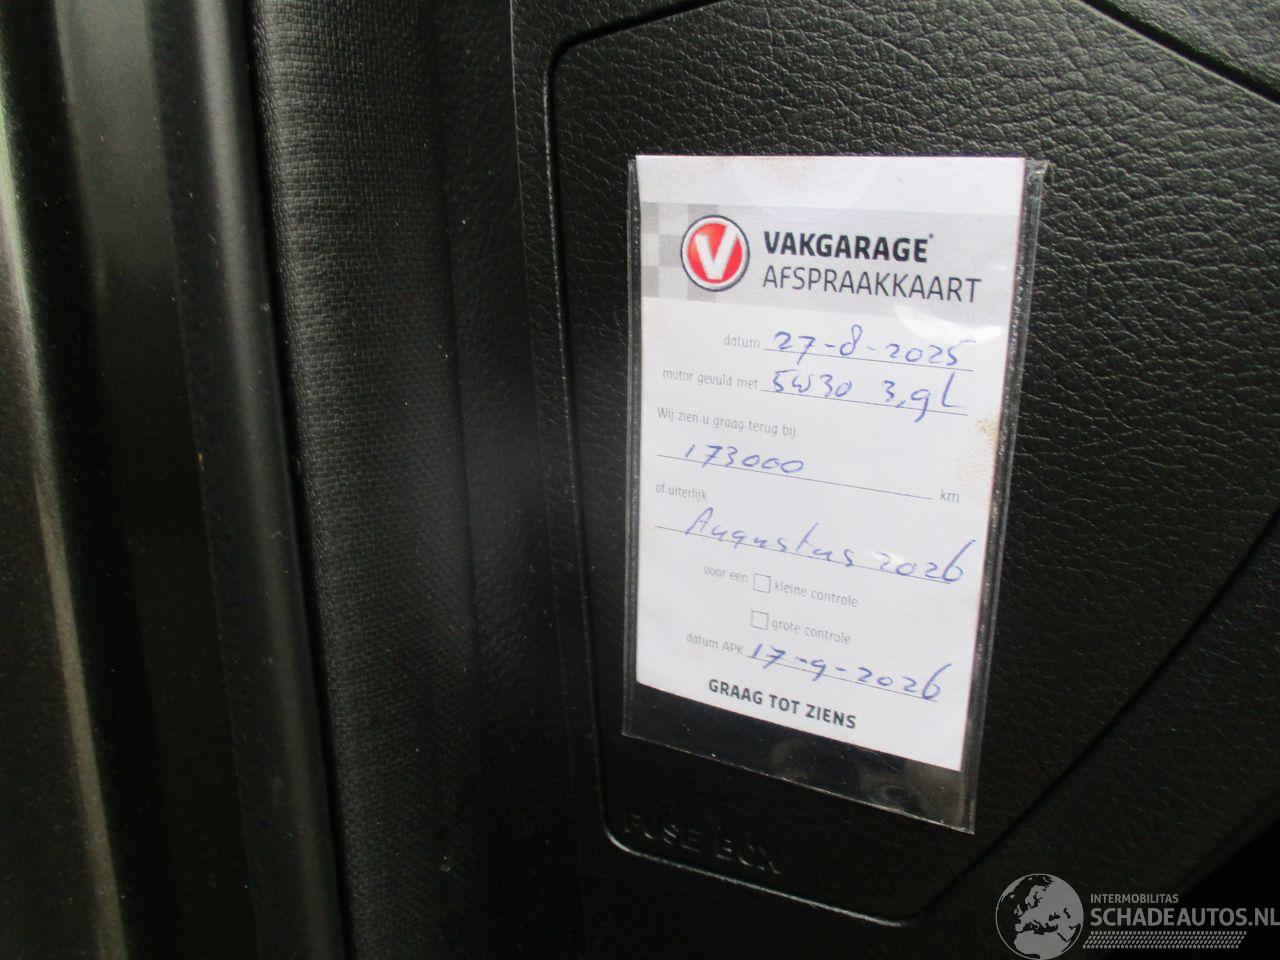 VAKGARAGE
AFSPRAAKKAART
datum 27-8-2025
motor gevuld met 5W30 3,9L
Wij zien u graag terug bij
173000 km
of uiterlijk
Augustus 2026
voor een kleine controle
grote controle
datum APK 17-9-2026
GRAAG TOT ZIENS
FUSE BOX
INTERMOBILITAS
SCHADEAUTOS.NL